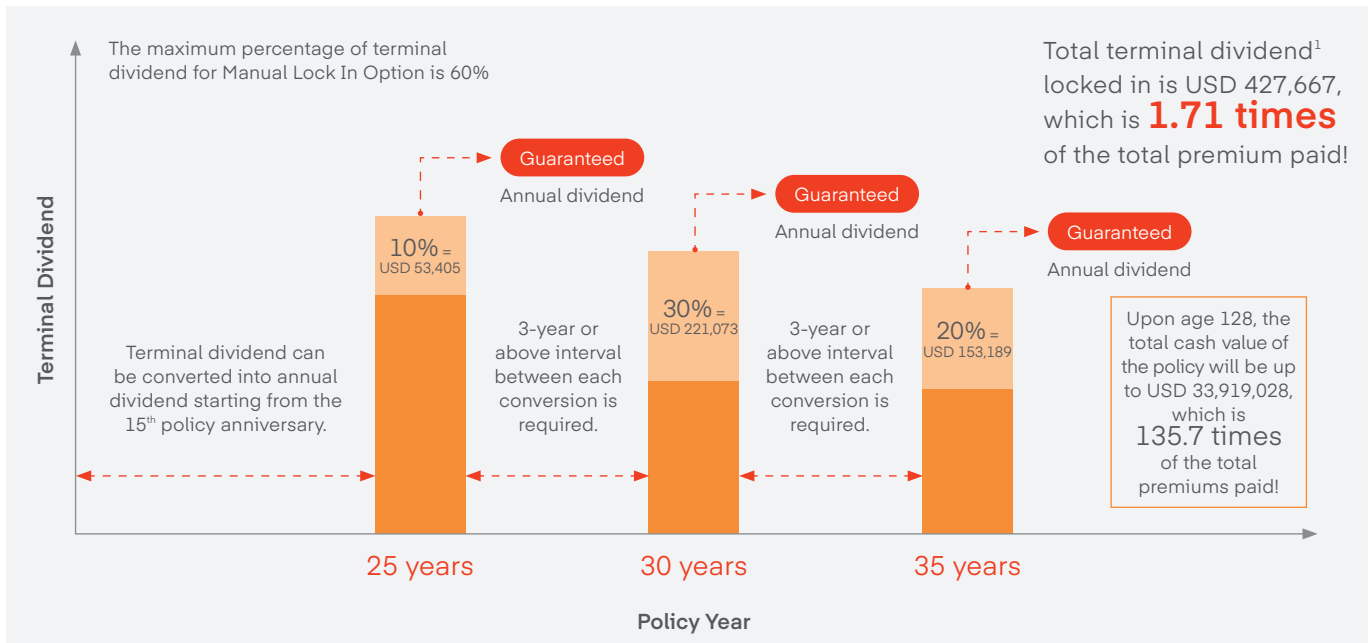 The maximum percentage of terminal
dividend for Manual Lock In Option is 60%
Total terminal dividend¹
locked in is USD 427,667,
which is 1.71 times
of the total premium paid!
Terminal Dividend
Guaranteed
Annual dividend
Guaranteed
Annual dividend
Guaranteed
Annual dividend
10% =
USD 53,405
30% =
USD 221,073
20% =
USD 153,189
Terminal dividend can
be converted into annual
dividend starting from the
15th policy anniversary.
3-year or
above interval
between each
conversion is
required.
3-year or
above interval
between each
conversion is
required.
Upon age 128, the
total cash value of
the policy will be up
to USD 33,919,028,
which is
135.7 times
of the total
premiums paid!
25 years
30 years
35 years
Policy Year